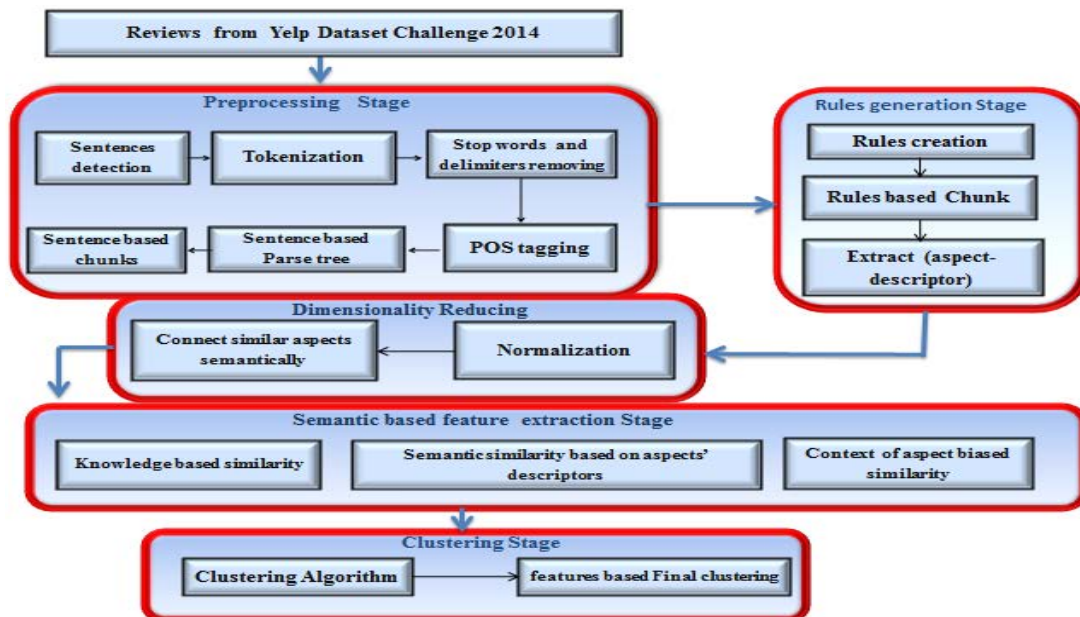 Reviews from Yelp Dataset Challenge 2014
Preprocessing Stage
Sentences
detection
Tokenization
Stop words and
delimiters removing
POS tagging
Sentence based
Parse tree
Sentence based
chunks
Rules generation Stage
Rules creation
Rules based Chunk
Extract (aspect-
descriptor)
Dimensionality Reducing
Normalization
Connect similar aspects
semantically
Semantic based feature extraction Stage
Knowledge based similarity
Semantic similarity based on aspects'
descriptors
Context of aspect biased
similarity
Clustering Stage
Clustering Algorithm
features based Final clustering